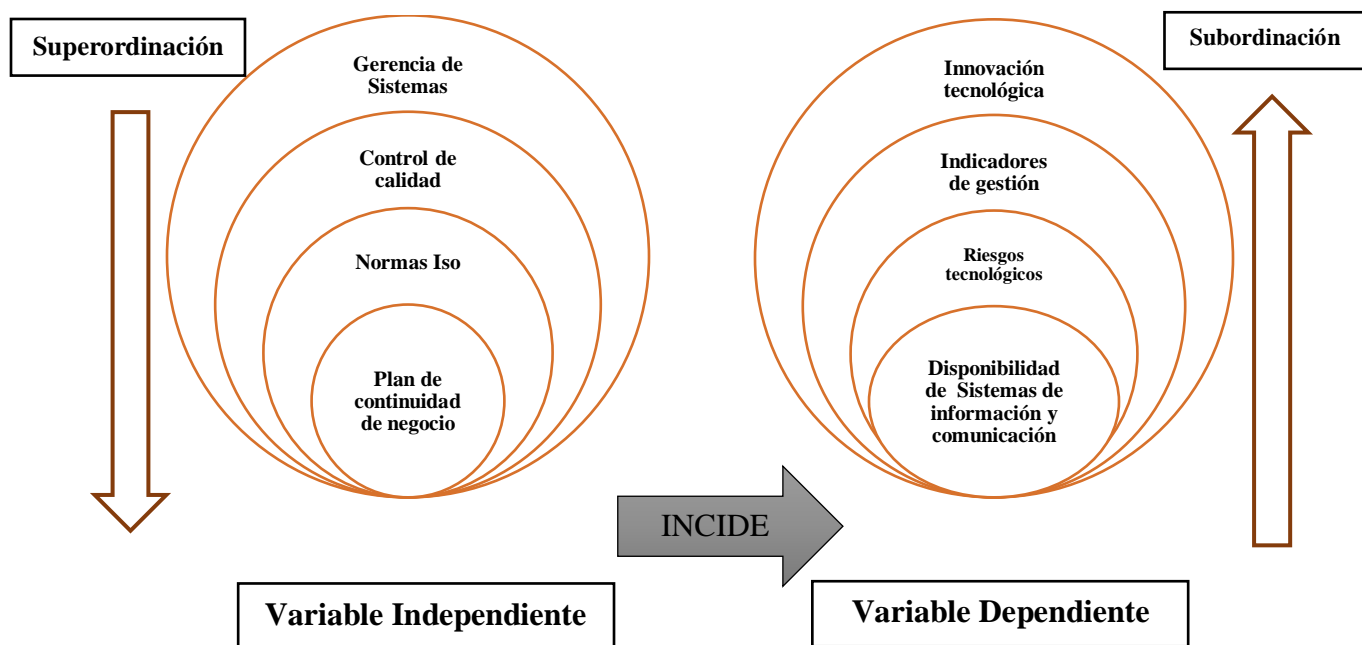 Superordinación
Gerencia de
Sistemas
Control de
calidad
Normas Iso
Plan de
continuidad
de negocio
INCIDE
Innovación
tecnológica
Indicadores
de gestión
Riesgos
tecnológicos
Disponibilidad
de Sistemas de
información y
comunicación
Subordinación
Variable Independiente
Variable Dependiente